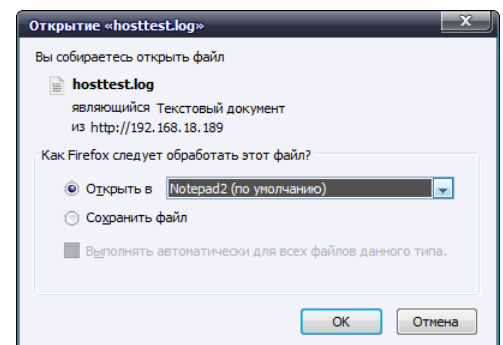 Открытие «hosttest.log»
Вы собираетесь открыть файл
hosttest.log
являющийся Текстовый документ
из http://192.168.18.189
Как Firefox следует обработать этот файл?
Открыть в Notepad2 (по умолчанию)
Сохранить файл
Выполнять автоматически для всех файлов данного типа.
OK Отмена